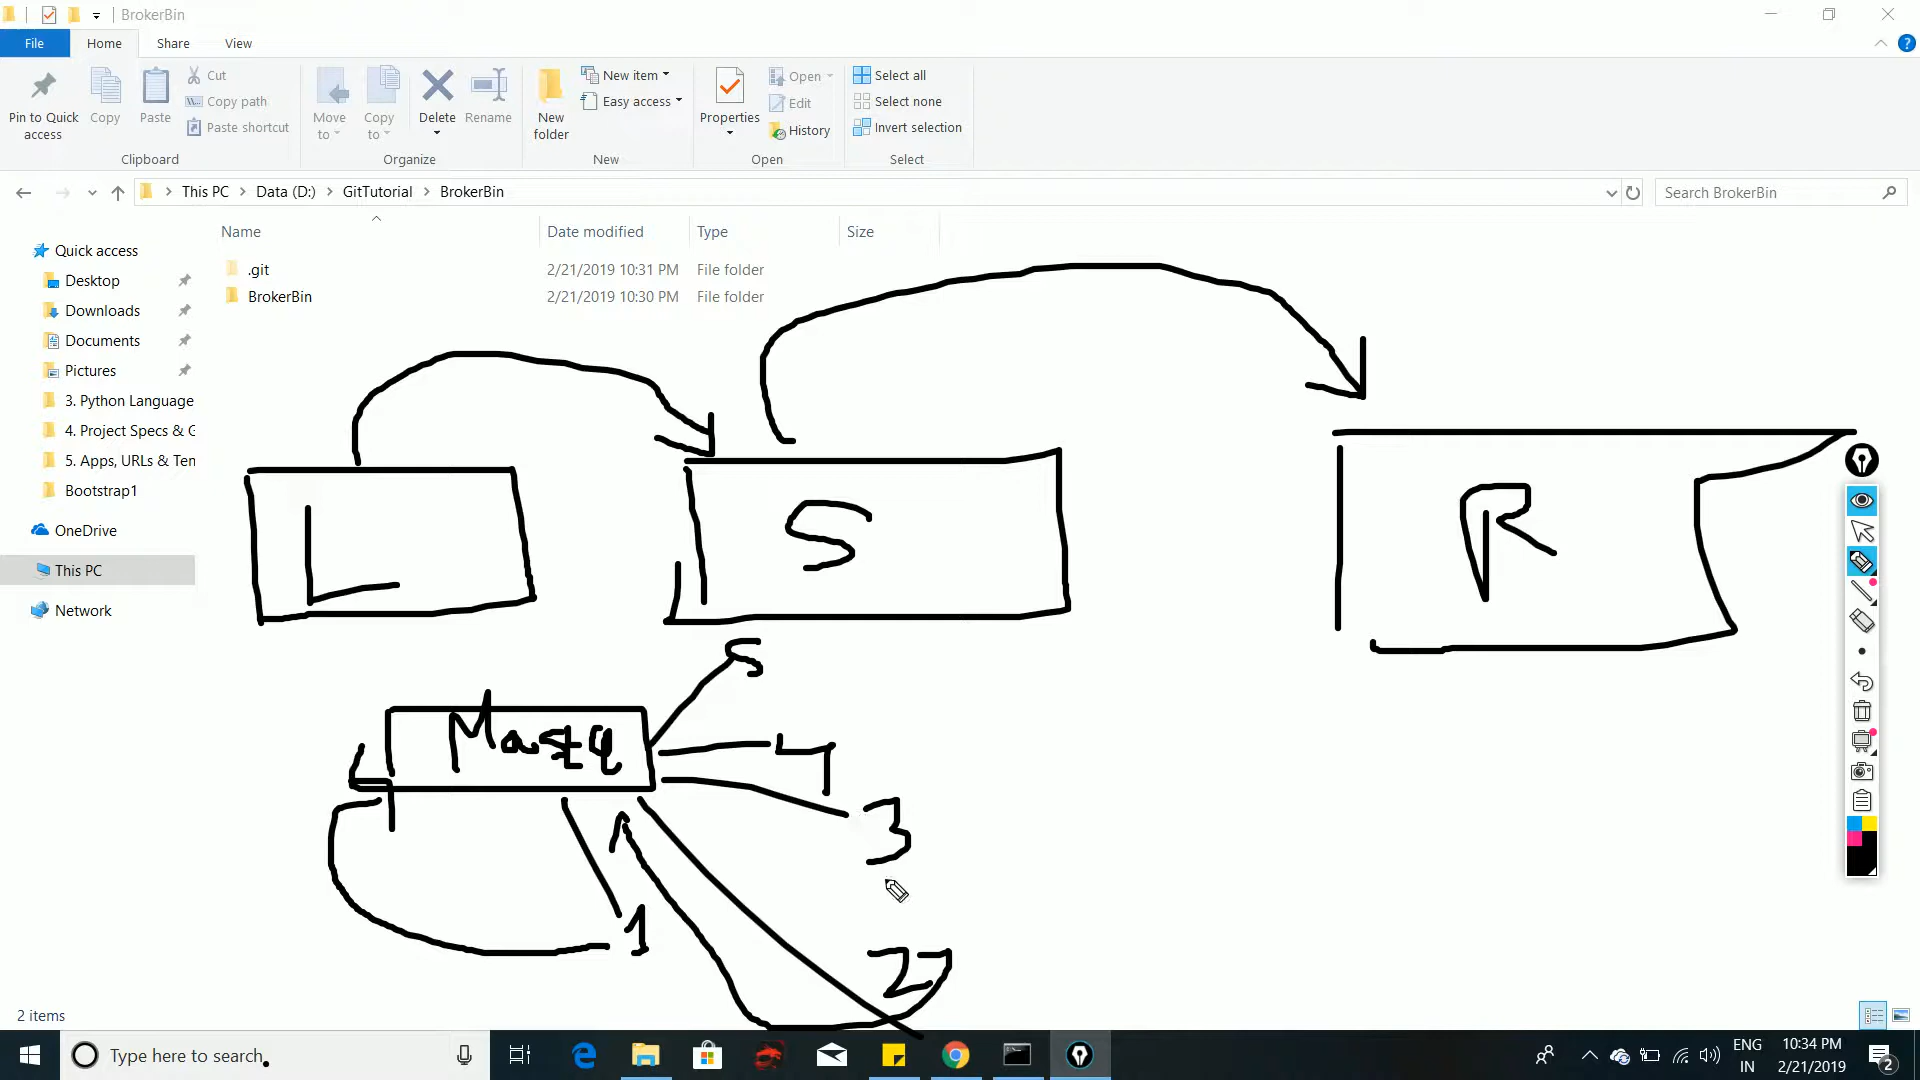 BrokerBin
File Home Share View
Pin to Quick access
Copy
Paste
Cut
Copy path
Paste shortcut
Clipboard
Move to
Copy to
Delete
Rename
Organize
New folder
New item
Easy access
New
Properties
Open
Edit
History
Open
Select all
Select none
Invert selection
Select
This PC > Data (D:) > GitTutorial > BrokerBin
Search BrokerBin
Name Date modified Type Size
.git 2/21/2019 10:31 PM File folder
BrokerBin 2/21/2019 10:30 PM File folder
Quick access
Desktop
Downloads
Documents
Pictures
3. Python Language
4. Project Specs & G
5. Apps, URLs & Ten
Bootstrap1
OneDrive
This PC
Network
L S R
5
4
3
1
2
2 items
Type here to search
ENG
IN
10:34 PM
2/21/2019
2